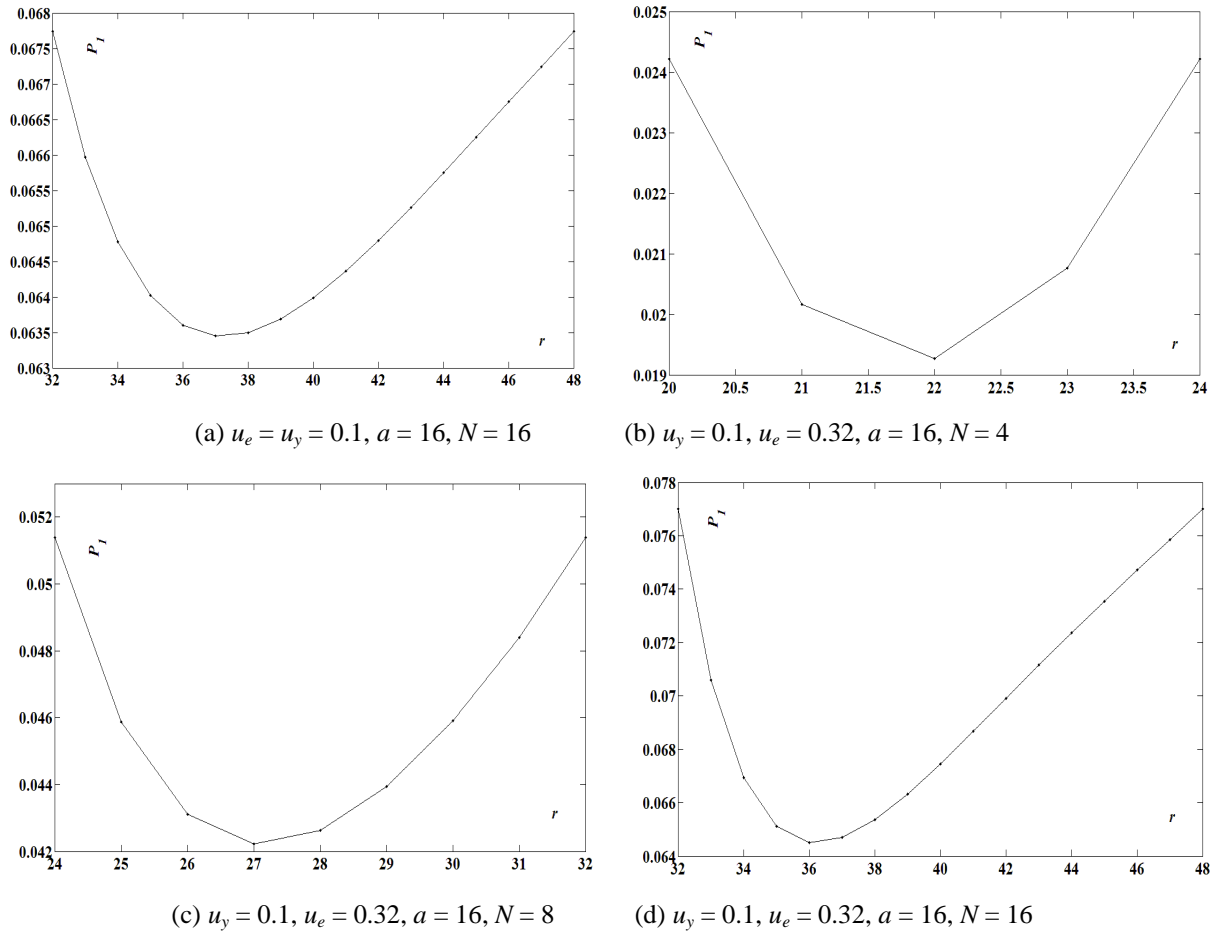 0.068
0.0675
0.067
0.0665
0.066
0.0655
0.065
0.0645
0.064
0.0635
0.063
P1
r
32 34 36 38 40 42 44 46 48
(a) ue = uy = 0.1, a = 16, N = 16
0.025
0.024
0.023
0.022
0.021
0.02
0.019
P1
r
20 20.5 21 21.5 22 22.5 23 23.5 24
(b) uy = 0.1, ue = 0.32, a = 16, N = 4
0.052
0.05
0.048
0.046
0.044
0.042
P1
r
24 25 26 27 28 29 30 31 32
(c) uy = 0.1, ue = 0.32, a = 16, N = 8
0.078
0.076
0.074
0.072
0.07
0.068
0.066
0.064
P1
r
32 34 36 38 40 42 44 46 48
(d) uy = 0.1, ue = 0.32, a = 16, N = 16